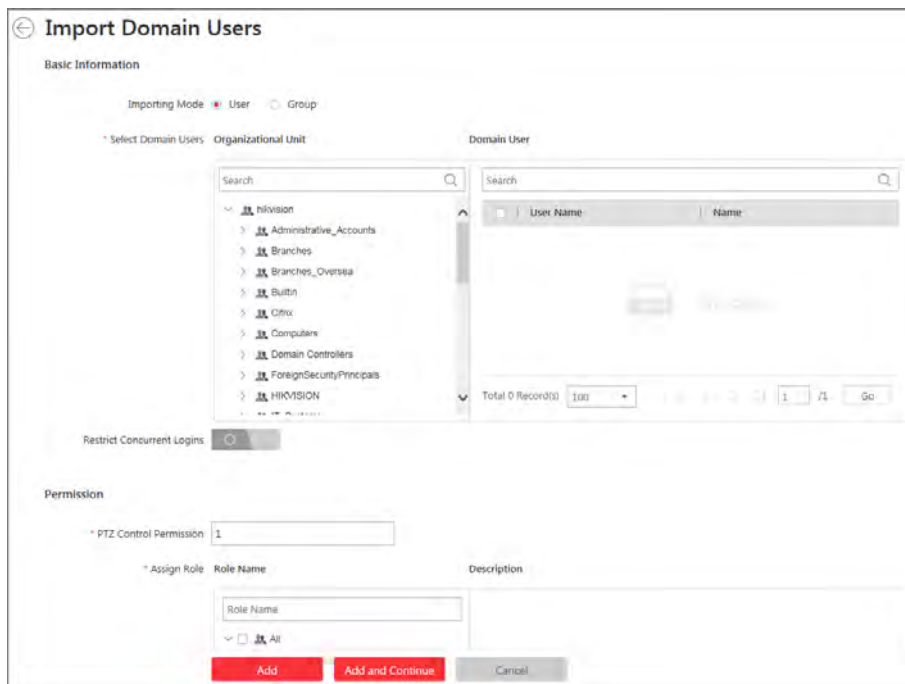 Import Domain Users
Basic Information
Importing Mode User Group
* Select Domain Users Organizational Unit Domain User
Search Search
hikvision User Name Name
Administrative_Accounts
Branches
Branches_Oversea
Builtin
Citrix
Computers
Domain Controllers
ForeignSecurityPrincipals
HIKVISION Total 0 Record(s) 100 1 /1 Go
Restrict Concurrent Logins
Permission
* PTZ Control Permission 1
* Assign Role Role Name Description
Role Name
All
Add Add and Continue Cancel